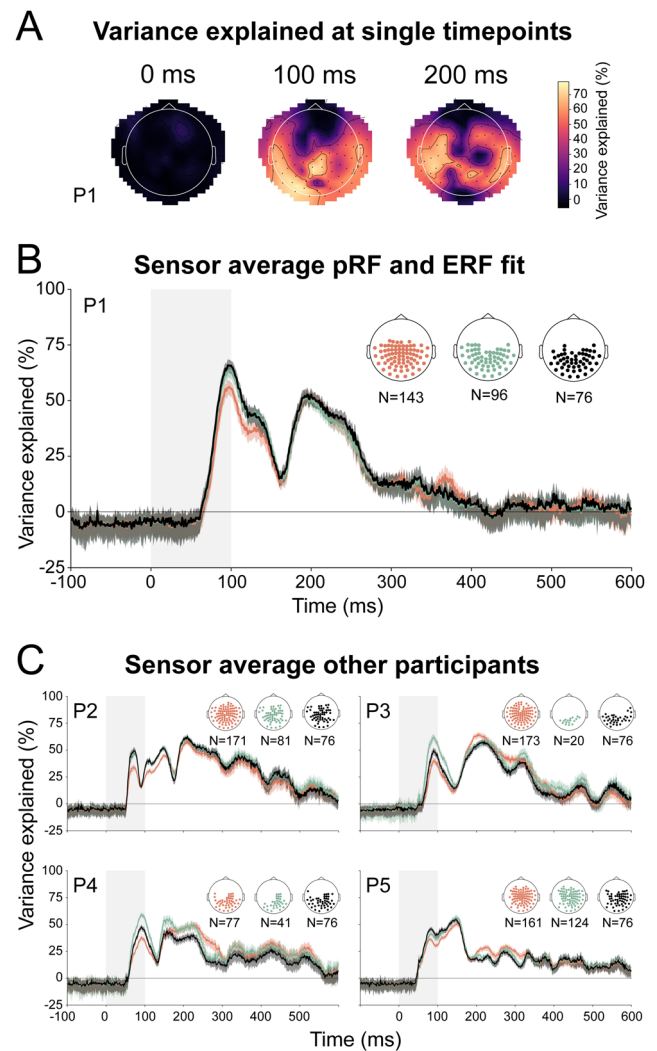 A Variance explained at single timepoints
0 ms 100 ms 200 ms
P1
70
60
50
40
30
20
10
0
Variance explained (%)
B Sensor average pRF and ERF fit
P1
100
75
50
25
0
-25
Variance explained (%)
N=143 N=96 N=76
-100 0 100 200 300 400 500 600
Time (ms)
C Sensor average other participants
P2
100
75
50
25
0
-25
N=171 N=81 N=76
P3
N=173 N=20 N=76
Variance explained (%)
P4
100
75
50
25
0
-25
N=77 N=41 N=76
-100 0 100 200 300 400 500
P5
N=161 N=124 N=76
0 100 200 300 400 500 600
Time (ms)